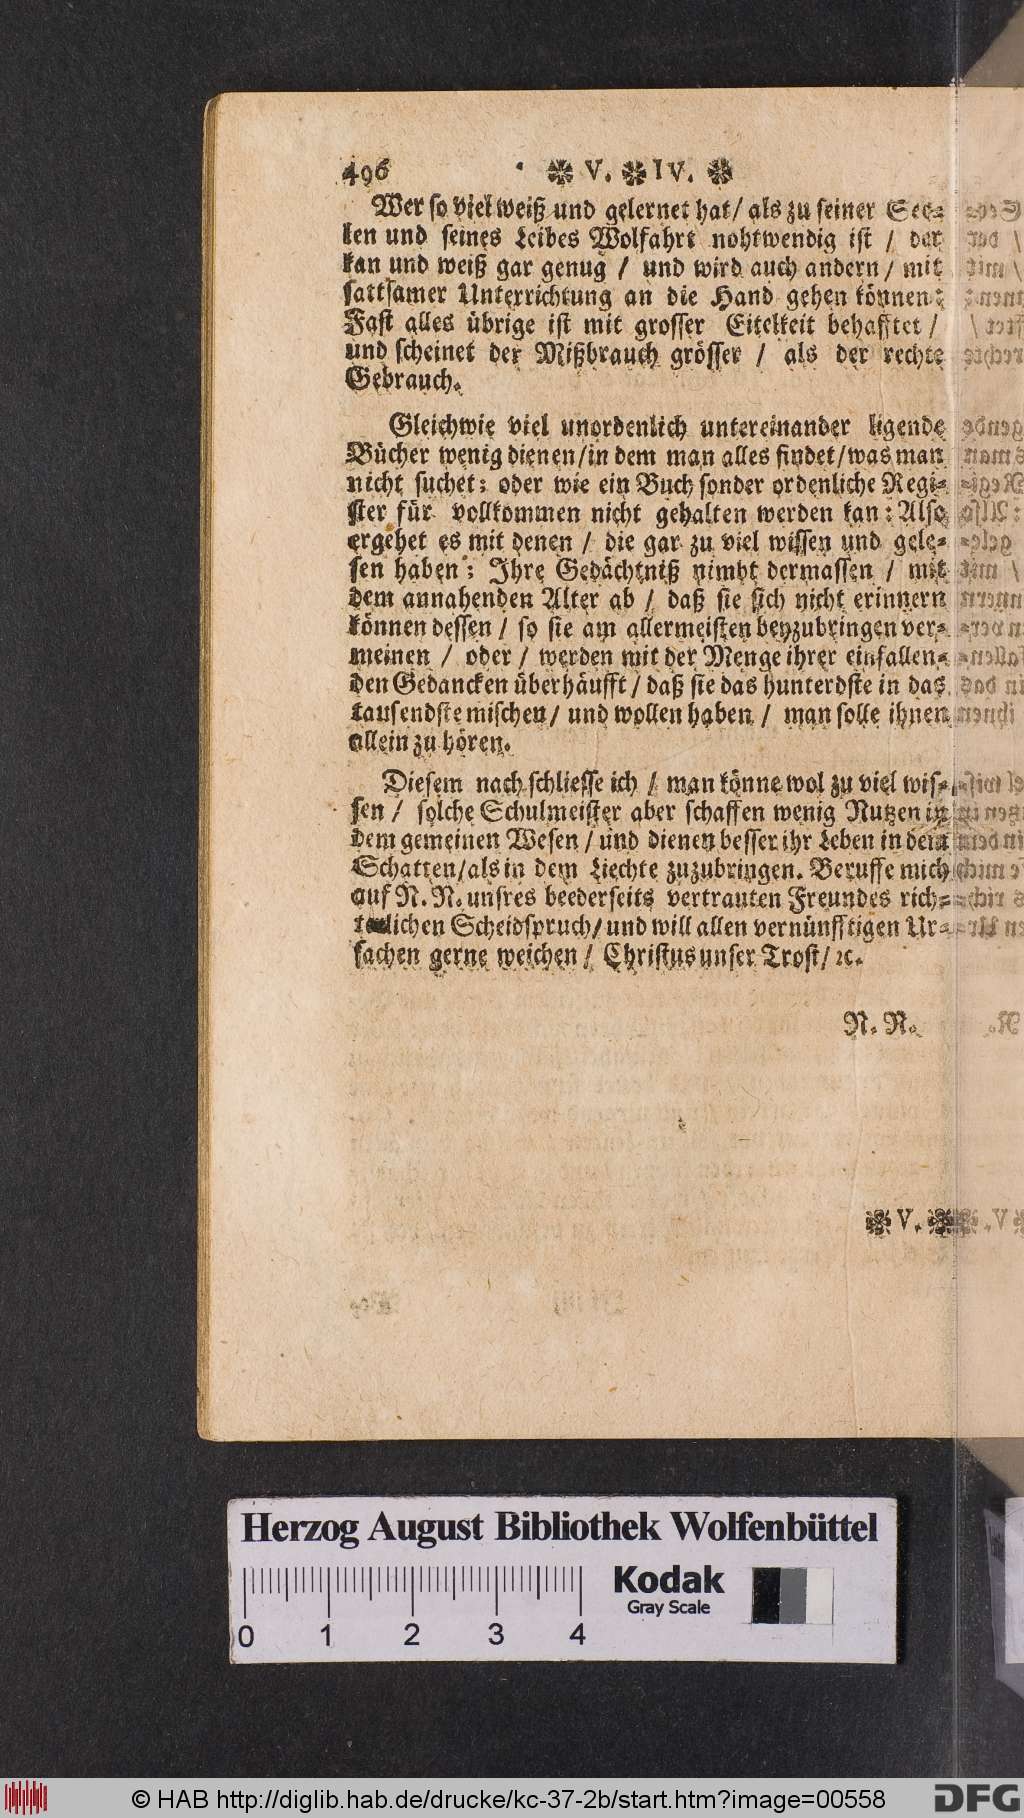 496 ✽ V. ✽ IV. ✽
Wer so viel weiß und gelernet hat/ als zu seiner See-
len und seines Leibes Wolfahrt nohtwendig ist / der
kan und weiß gar genug / und wird auch andern / mit
sattsamer Unterrichtung an die Hand gehen können:
Fast alles übrige ist mit grosser Eitelkeit behafftet /
und scheinet der Mißbrauch grösser / als der rechte
Gebrauch.
Gleichwie viel unordenlich untereinander ligende
Bücher wenig dienen/in dem man alles findet/was man
nicht suchet: oder wie ein Buch sonder ordenliche Regi-
ster für vollkommen nicht gehalten werden kan: Also
ergehet es mit denen / die gar zu viel wissen und gele-
sen haben: Ihre Gedächtniß nimbt dermassen / mit
dem annahenden Alter ab / daß sie sich nicht erinnern
können dessen / so sie am allermeisten beyzubringen ver-
meinen / oder / werden mit der Menge ihrer einfallen-
den Gedancken überhäufft / daß sie das hunterdste in das
tausendste mischen/ und wollen haben / man solle ihnen
allein zu hören.
Diesem nach schliesse ich / man könne wol zu viel wis-
sen / solche Schulmeister aber schaffen wenig Nutzen in
dem gemeinen Wesen / und dienen besser ihr Leben in dem
Schatten/als in dem Liechte zuzubringen. Beruffe mich
auf N. N. unsres beederseits vertrauten Freundes rich-
terlichen Scheidspruch/ und will allen vernünfftigen Ur-
sachen gerne weichen / Christus unser Trost/ ꝛc.
N. N.
✽ V. ✽
Herzog August Bibliothek Wolfenbüttel
Kodak
Gray Scale
0 1 2 3 4
© HAB http://diglib.hab.de/drucke/kc-37-2b/start.htm?image=00558
DFG